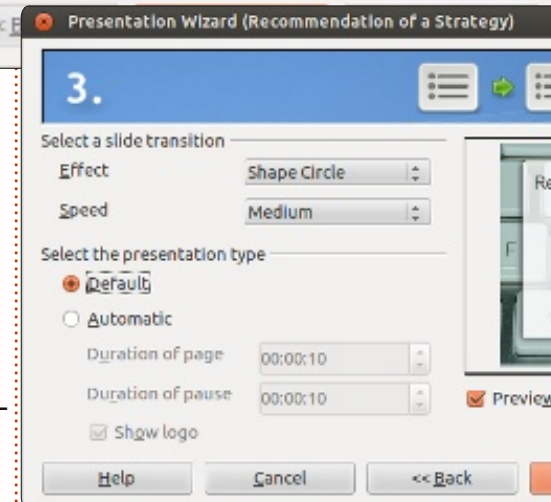 Presentation Wizard (Recommendation of a Strategy)
3.
Select a slide transition
Effect Shape Circle
Speed Medium
Select the presentation type
Default
Automatic
Duration of page 00:00:10
Duration of pause 00:00:10
Show logo
Preview
Help Cancel << Back